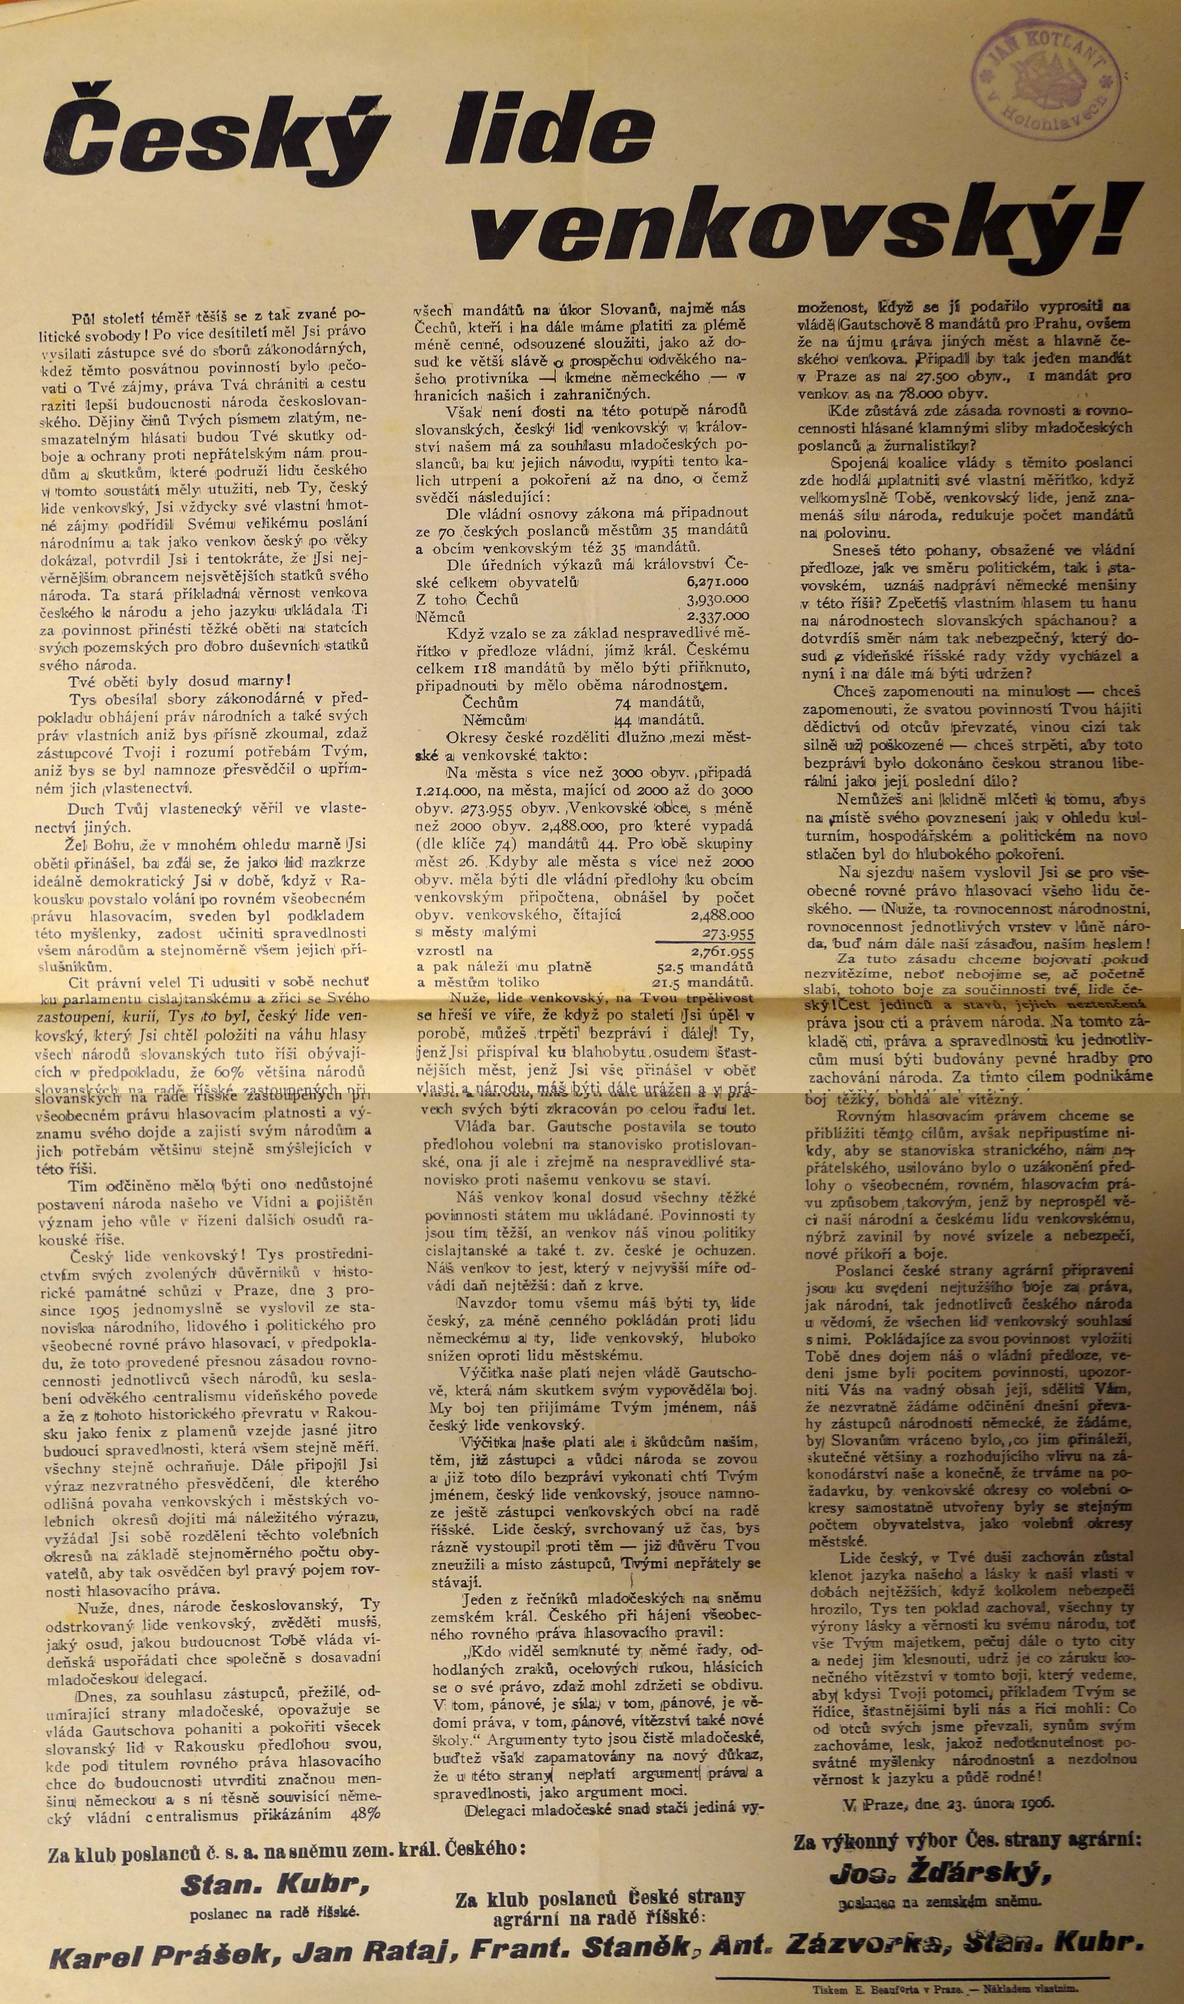 JAN KOTLANT
v Holohlavech
Český lide
venkovský!
Půl století téměř těšíš se z tak zvané po-
litické svobody! Po více desítiletí měl Jsi právo
vysílati zástupce své do sborů zákonodárných,
kdež těmto posvátnou povinností bylo pečo-
vati o Tvé zájmy, práva Tvá chrániti a cestu
raziti lepší budoucnosti národa českoslovan-
ského. Dějiny činů Tvých písmem zlatým, ne-
smazatelným hlásati budou Tvé skutky od-
boje a ochrany proti nepřátelským nám prou-
dům a skutkům, které podruží lidu českého
v tomto soustátí měly utužiti, neb Ty, český
lide venkovský, Jsi vždycky své vlastní hmot-
né zájmy podřídil Svému velikému poslání
národnímu a tak jako venkov český po věky
dokázal, potvrdil Jsi i tentokráte, že Jsi nej-
věrnějším obrancem nejsvětějších statků svého
národa. Ta stará příkladná věrnost venkova
českého k národu a jeho jazyku ukládala Ti
za povinnost přinésti těžké oběti na statcích
svých pozemských pro dobro duševních statků
svého národa.
Tvé oběti byly dosud marny!
Tys obesílal sbory zákonodárné v před-
pokladu obhájení práv národních a také svých
práv vlastních aniž bys přísně zkoumal, zdaž
zástupcové Tvoji i rozumí potřebám Tvým,
aniž bys se byl namnoze přesvědčil o upřím-
ném jich vlastenectví.
Duch Tvůj vlastenecký věřil ve vlaste-
nectví jiných.
Žel Bohu, že v mnohém ohledu marně Jsi
oběti přinášel, ba zdál se, že jako lid nazkrze
ideálně demokratický Jsi v době, když v Ra-
kousku povstalo volání po rovném všeobecném
právu hlasovacím, sveden byl podkladem
této myšlenky, zadost učiniti spravedlnosti
všem národům a stejnoměrně všem jejich pří-
slušníkům.
Cit právní velel Ti udusiti v sobě nechuť
ku parlamentu cislajtanskému a zříci se Svého
zastoupení, kurií, Tys to byl, český lide ven-
kovský, který Jsi chtěl položiti na váhu hlasy
všech národů slovanských tuto říši obývají-
cích v předpokladu, že 60% většina národů
slovanských na radě říšské zastoupených při
všeobecném právu hlasovacím platnosti a vý-
znamu svého dojde a zajistí svým národům a
jich potřebám většinu stejně smýšlejících v
této říši.
Tím odčiněno mělo býti ono nedůstojné
postavení národa našeho ve Vídni a pojištěn
význam jeho vůle v řízení dalších osudů ra-
kouské říše.
Český lide venkovský! Tys prostředni-
ctvím svých zvolených důvěrníků v histo-
rické památné schůzi v Praze, dne 3 pro-
since 1905 jednomyslně se vyslovil ze sta-
noviska národního, lidového i politického pro
všeobecné rovné právo hlasovací, v předpokla-
du, že toto provedené přesnou zásadou rovno-
cennosti jednotlivců všech národů, ku sesla-
bení odvěkého centralismu vídeňského povede
a že z tohoto historického převratu v Rakou-
sku jako fenix z plamenů vzejde jasné jitro
budoucí spravedlnosti, která všem stejně měří,
všechny stejně ochraňuje. Dále připojil Jsi
výraz nezvratného přesvědčení, dle kterého
odlišná povaha venkovských i městských vo-
lebních okresů dojíti má náležitého výrazu,
vyžádal Jsi sobě rozdělení těchto volebních
okresů na základě stejnoměrného počtu oby-
vatelů, aby tak osvědčen byl pravý pojem rov-
nosti hlasovacího práva.
Nuže, dnes, národe českoslovanský, Ty
odstrkovaný lide venkovský, zvěděti musíš,
jaký osud, jakou budoucnost Tobě vláda ví-
deňská uspořádati chce společně s dosavadní
mladočeskou delegací.
Dnes, za souhlasu zástupců, přežilé, od-
umírající strany mladočeské, opovažuje se
vláda Gautschova pohaniti a pokořiti všecek
slovanský lid v Rakousku předlohou svou,
kde pod titulem rovného práva hlasovacího
chce do budoucnosti utvrditi značnou men-
šinu německou a s ní těsně souvisící něme-
cký vládní centralismus přikázáním 48%
všech mandátů na úkor Slovanů, najmě nás
Čechů, kteří i na dále máme platiti za plémě
méně cenné, odsouzené sloužiti, jako až do-
sud ke větší slávě o prospěchu odvěkého na-
šeho protivníka — kmene německého — v
hranicích našich i zahraničných.
Však není dosti na této potupě národů
slovanských, český lid venkovský v králov-
ství našem má za souhlasu mladočeských po-
slanců, ba ku jejich návodu, vypíti tento ka-
lich utrpení a pokoření až na dno, o čemž
svědčí následující:
Dle vládní osnovy zákona má připadnout
ze 70 českých poslanců městům 35 mandátů
a obcím venkovským též 35 mandátů.
Dle úředních výkazů má království Če-
ské celkem obyvatelů 6,271.000
Z toho Čechů 3,930.000
Němců 2.337.000
Když vzalo se za základ nespravedlivé mě-
řítko v předloze vládní, jímž král. Českému
celkem 118 mandátů by mělo býti přiřknuto,
připadnouti by mělo oběma národnostem.
Čechům 74 mandátů,
Němcům 44 mandátů.
Okresy české rozděliti dlužno mezi měst-
ské a venkovské takto:
Na města s více než 3000 obyv. připadá
1.214.000, na města, mající od 2000 až do 3000
obyv. 273.955 obyv. Venkovské obce, s méně
než 2000 obyv. 2,488.000, pro které vypadá
(dle klíče 74) mandátů 44. Pro obě skupiny
měst 26. Kdyby ale města s více než 2000
obyv. měla býti dle vládní předlohy ku obcím
venkovským připočtena, obnášel by počet
obyv. venkovského, čítající 2,488.000
s městy malými 273.955
vzrostl na 2,761.955
a pak náleží mu platně 52.5 mandátů
a městům toliko 21.5 mandátů.
Nuže, lide venkovský, na Tvou trpělivost
se hřeší ve víře, že když po staletí Jsi úpěl v
porobě, můžeš trpěti bezpráví i dálej! Ty,
jenž Jsi přispíval ku blahobytu osudem šťast-
nějších měst, jenž Jsi vše přinášel v oběť
vlasti a národu, máš býti dále urážen a v prá-
vech svých býti zkracován po celou řadu let.
Vláda bar. Gautsche postavila se touto
předlohou volební na stanovisko protislovan-
ské, ona jí ale i zřejmě na nespravedlivé sta-
novisko proti našemu venkovu se staví.
Náš venkov konal dosud všechny těžké
povinnosti státem mu ukládané. Povinnosti ty
jsou tím těžší, an venkov náš vinou politiky
cislajtanské a také t. zv. české je ochuzen.
Náš venkov to jest, který v nejvyšší míře od-
vádí daň nejtěžší: daň z krve.
Navzdor tomu všemu máš býti ty, lide
český, za méně cenného pokládán proti lidu
německému a ty, lide venkovský, hluboko
snížen oproti lidu městskému.
Výčitka naše platí nejen vládě Gautscho-
vě, která nám skutkem svým vypověděla boj.
My boj ten přijímáme Tvým jménem, náš
český lide venkovský.
Výčitka naše platí ale i škůdcům našim,
těm, již zástupci a vůdci národa se zovou
a již toto dílo bezpráví vykonati chtí Tvým
jménem, český lide venkovský, jsouce namno-
ze ještě zástupci venkovských obcí na radě
říšské. Lide český, svrchovaný už čas, bys
rázně vystoupil proti těm — již důvěru Tvou
zneužili a místo zástupců, Tvými nepřátely se
stávají.
Jeden z řečníků mladočeských na sněmu
zemském král. Českého při hájení všeobec-
ného rovného práva hlasovacího pravil:
„Kdo viděl semknuté ty němé řady, od-
hodlaných zraků, ocelových rukou, hlásících
se o své právo, zdaž mohl zdržeti se obdivu.
V tom, pánové, je síla, v tom, pánové, je vě-
domí práva, v tom, pánové, vítězství také nové
školy.“ Argumenty tyto jsou čistě mladočeské,
buďtež však zapamatovány na nový důkaz,
že u této strany neplatí argument práva a
spravedlnosti, jako argument moci.
Delegaci mladočeské snad stačí jediná vy-
moženost, když se jí podařilo vyprositi na
vládě Gautschově 8 mandátů pro Prahu, ovšem
že na újmu práva jiných měst a hlavně če-
ského venkova. Připadl by tak jeden mandát
v Praze as na 27.500 obyv., 1 mandát pro
venkov as na 78.000 obyv.
Kde zůstává zde zásada rovnosti a rovno-
cennosti hlásané klamnými sliby mladočeských
poslanců a žurnalistiky?
Spojená koalice vlády s těmito poslanci
zde hodlá uplatniti své vlastní měřítko, když
velkomyslně Tobě, venkovský lide, jenž zna-
menáš sílu národa, redukuje počet mandátů
na polovinu.
Sneseš této pohany, obsažené ve vládní
předloze, jak ve směru politickém, tak i sta-
vovském, uznáš nadpráví německé menšiny
v této říši? Zpečetíš vlastním hlasem tu hanu
na národnostech slovanských spáchanou? a
dotvrdíš směr nám tak nebezpečný, který do-
sud z vídeňské říšské rady vždy vycházel a
nyní i na dále má býti udržen?
Chceš zapomenouti na minulost — chceš
zapomenouti, že svatou povinností Tvou hájiti
dědictví od otcův převzaté, vinou cizí tak
silně už poškozené — chceš strpěti, aby toto
bezpráví bylo dokonáno českou stranou libe-
rální jako její poslední dílo?
Nemůžeš ani klidně mlčeti k tomu, abys
na místě svého povznesení jak v ohledu kul-
turním, hospodářském a politickém na novo
stlačen byl do hlubokého pokoření.
Na sjezdu našem vyslovil Jsi se pro vše-
obecné rovné právo hlasovací všeho lidu če-
ského. — Nuže, ta rovnocennost národnostní,
rovnocennost jednotlivých vrstev v lůně náro-
da, buď nám dále naší zásadou, naším heslem!
Za tuto zásadu chceme bojovati pokud
nezvítězíme, neboť nebojíme se, ač početně
slabí, tohoto boje za součinnosti tvé, lide če-
ský! Čest jedinců a stavů, jejich neztenčená
práva jsou ctí a právem národa. Na tomto zá-
kladě cti, práva a spravedlnosti ku jednotliv-
cům musí býti budovány pevné hradby pro
zachování národa. Za tímto cílem podnikáme
boj těžký, bohdá ale vítězný.
Rovným hlasovacím právem chceme se
přiblížiti těmto cílům, avšak nepřipustíme ni-
kdy, aby se stanoviska stranického, nám ne-
přátelského, usilováno bylo o uzákonění před-
lohy o všeobecném, rovném, hlasovacím prá-
vu způsobem takovým, jenž by neprospěl vě-
ci naší národní a českému lidu venkovskému,
nýbrž zavinil by nové svízele a nebezpečí,
nové příkoří a boje.
Poslanci české strany agrární připraveni
jsou ku svedení nejtužšího boje za práva,
jak národní, tak jednotlivců českého národa
u vědomí, že všechen lid venkovský souhlasí
s nimi. Pokládajíce za svou povinnost vyložiti
Tobě dnes dojem náš o vládní předloze, ve-
deni jsme byli pocitem povinnosti, upozor-
niti Vás na vadný obsah její, sděliti Vám,
že nezvratně žádáme odčinění dnešní převa-
hy zástupců národnosti německé, že žádáme,
by Slovanům vráceno bylo, co jim přináleží,
skutečné většiny a rozhodujícího vlivu na zá-
konodárství naše a konečně, že trváme na po-
žadavku, by venkovské okresy co volební o-
kresy samostatně utvořeny byly se stejným
počtem obyvatelstva, jako volební okresy
městské.
Lide český, v Tvé duši zachován zůstal
klenot jazyka našeho a lásky k naší vlasti v
dobách nejtěžších, když kolkolem nebezpečí
hrozilo, Tys ten poklad zachoval, všechny ty
výrony lásky a věrnosti ku svému národu, toť
vše Tvým majetkem, pečuj dále o tyto city
a nedej jim klesnouti, udrž je co záruku ko-
nečného vítězství v tomto boji, který vedeme,
aby kdysi Tvoji potomci, příkladem Tvým se
řídíce, šťastnějšími byli nás a říci mohli: Co
od otců svých jsme převzali, synům svým
zachováme, lesk, jakož nedotknutelnost po-
svátné myšlenky národnostní a nezdolnou
věrnost k jazyku a půdě rodné!
V Praze, dne 23. února 1906.
Za klub poslanců č. s. a. na sněmu zem. král. Českého:
Stan. Kubr,
poslanec na radě říšské.
Za klub poslanců České strany
agrární na radě říšské:
Za výkonný výbor Čes. strany agrární:
Jos. Žďárský,
poslanec na zemském sněmu.
Karel Prášek, Jan Rataj, Frant. Staněk, Ant. Zázvorka, Stan. Kubr.
Tiskem E. Beauforta v Praze. — Nákladem vlastním.